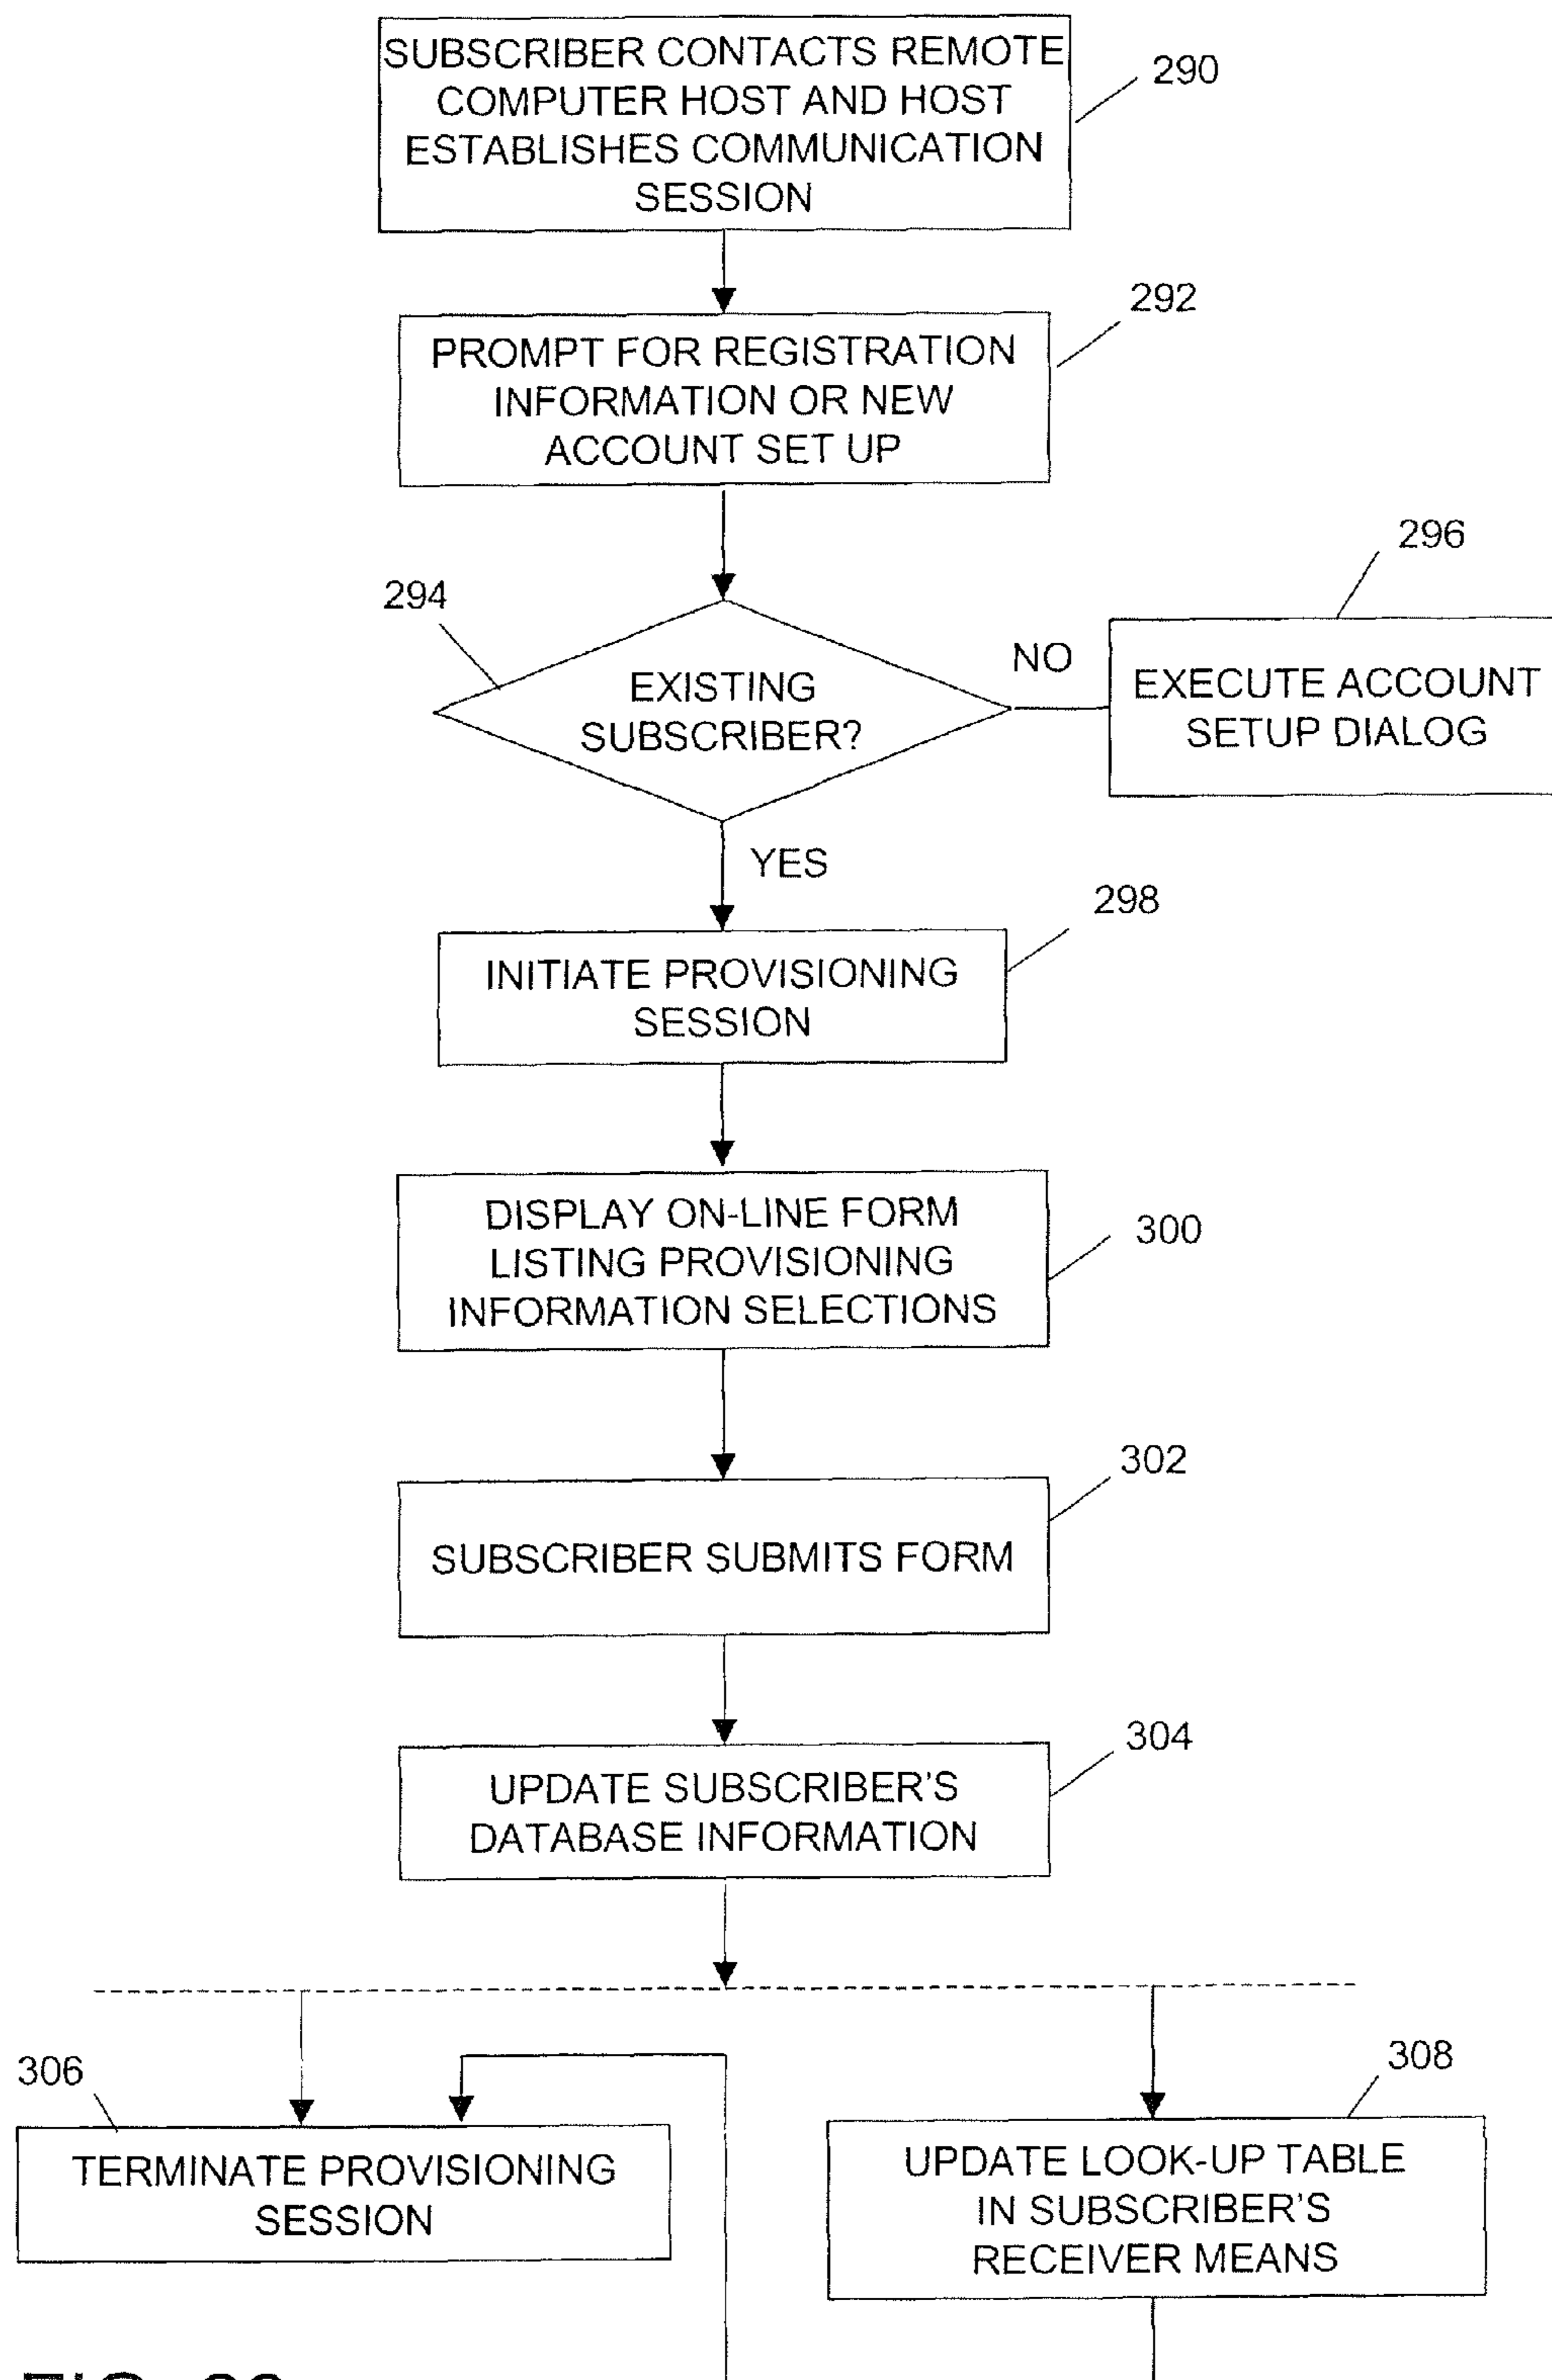 SUBSCRIBER CONTACTS REMOTE
COMPUTER HOST AND HOST
ESTABLISHES COMMUNICATION
SESSION
290
292
PROMPT FOR REGISTRATION
INFORMATION OR NEW
ACCOUNT SET UP
296
294
NO
EXISTING
SUBSCRIBER?
EXECUTE ACCOUNT
SETUP DIALOG
YES
298
INITIATE PROVISIONING
SESSION
DISPLAY ON-LINE FORM
LISTING PROVISIONING
INFORMATION SELECTIONS
300
302
SUBSCRIBER SUBMITS FORM
304
UPDATE SUBSCRIBER'S
DATABASE INFORMATION
306
308
TERMINATE PROVISIONING
SESSION
UPDATE LOOK-UP TABLE
IN SUBSCRIBER'S
RECEIVER MEANS